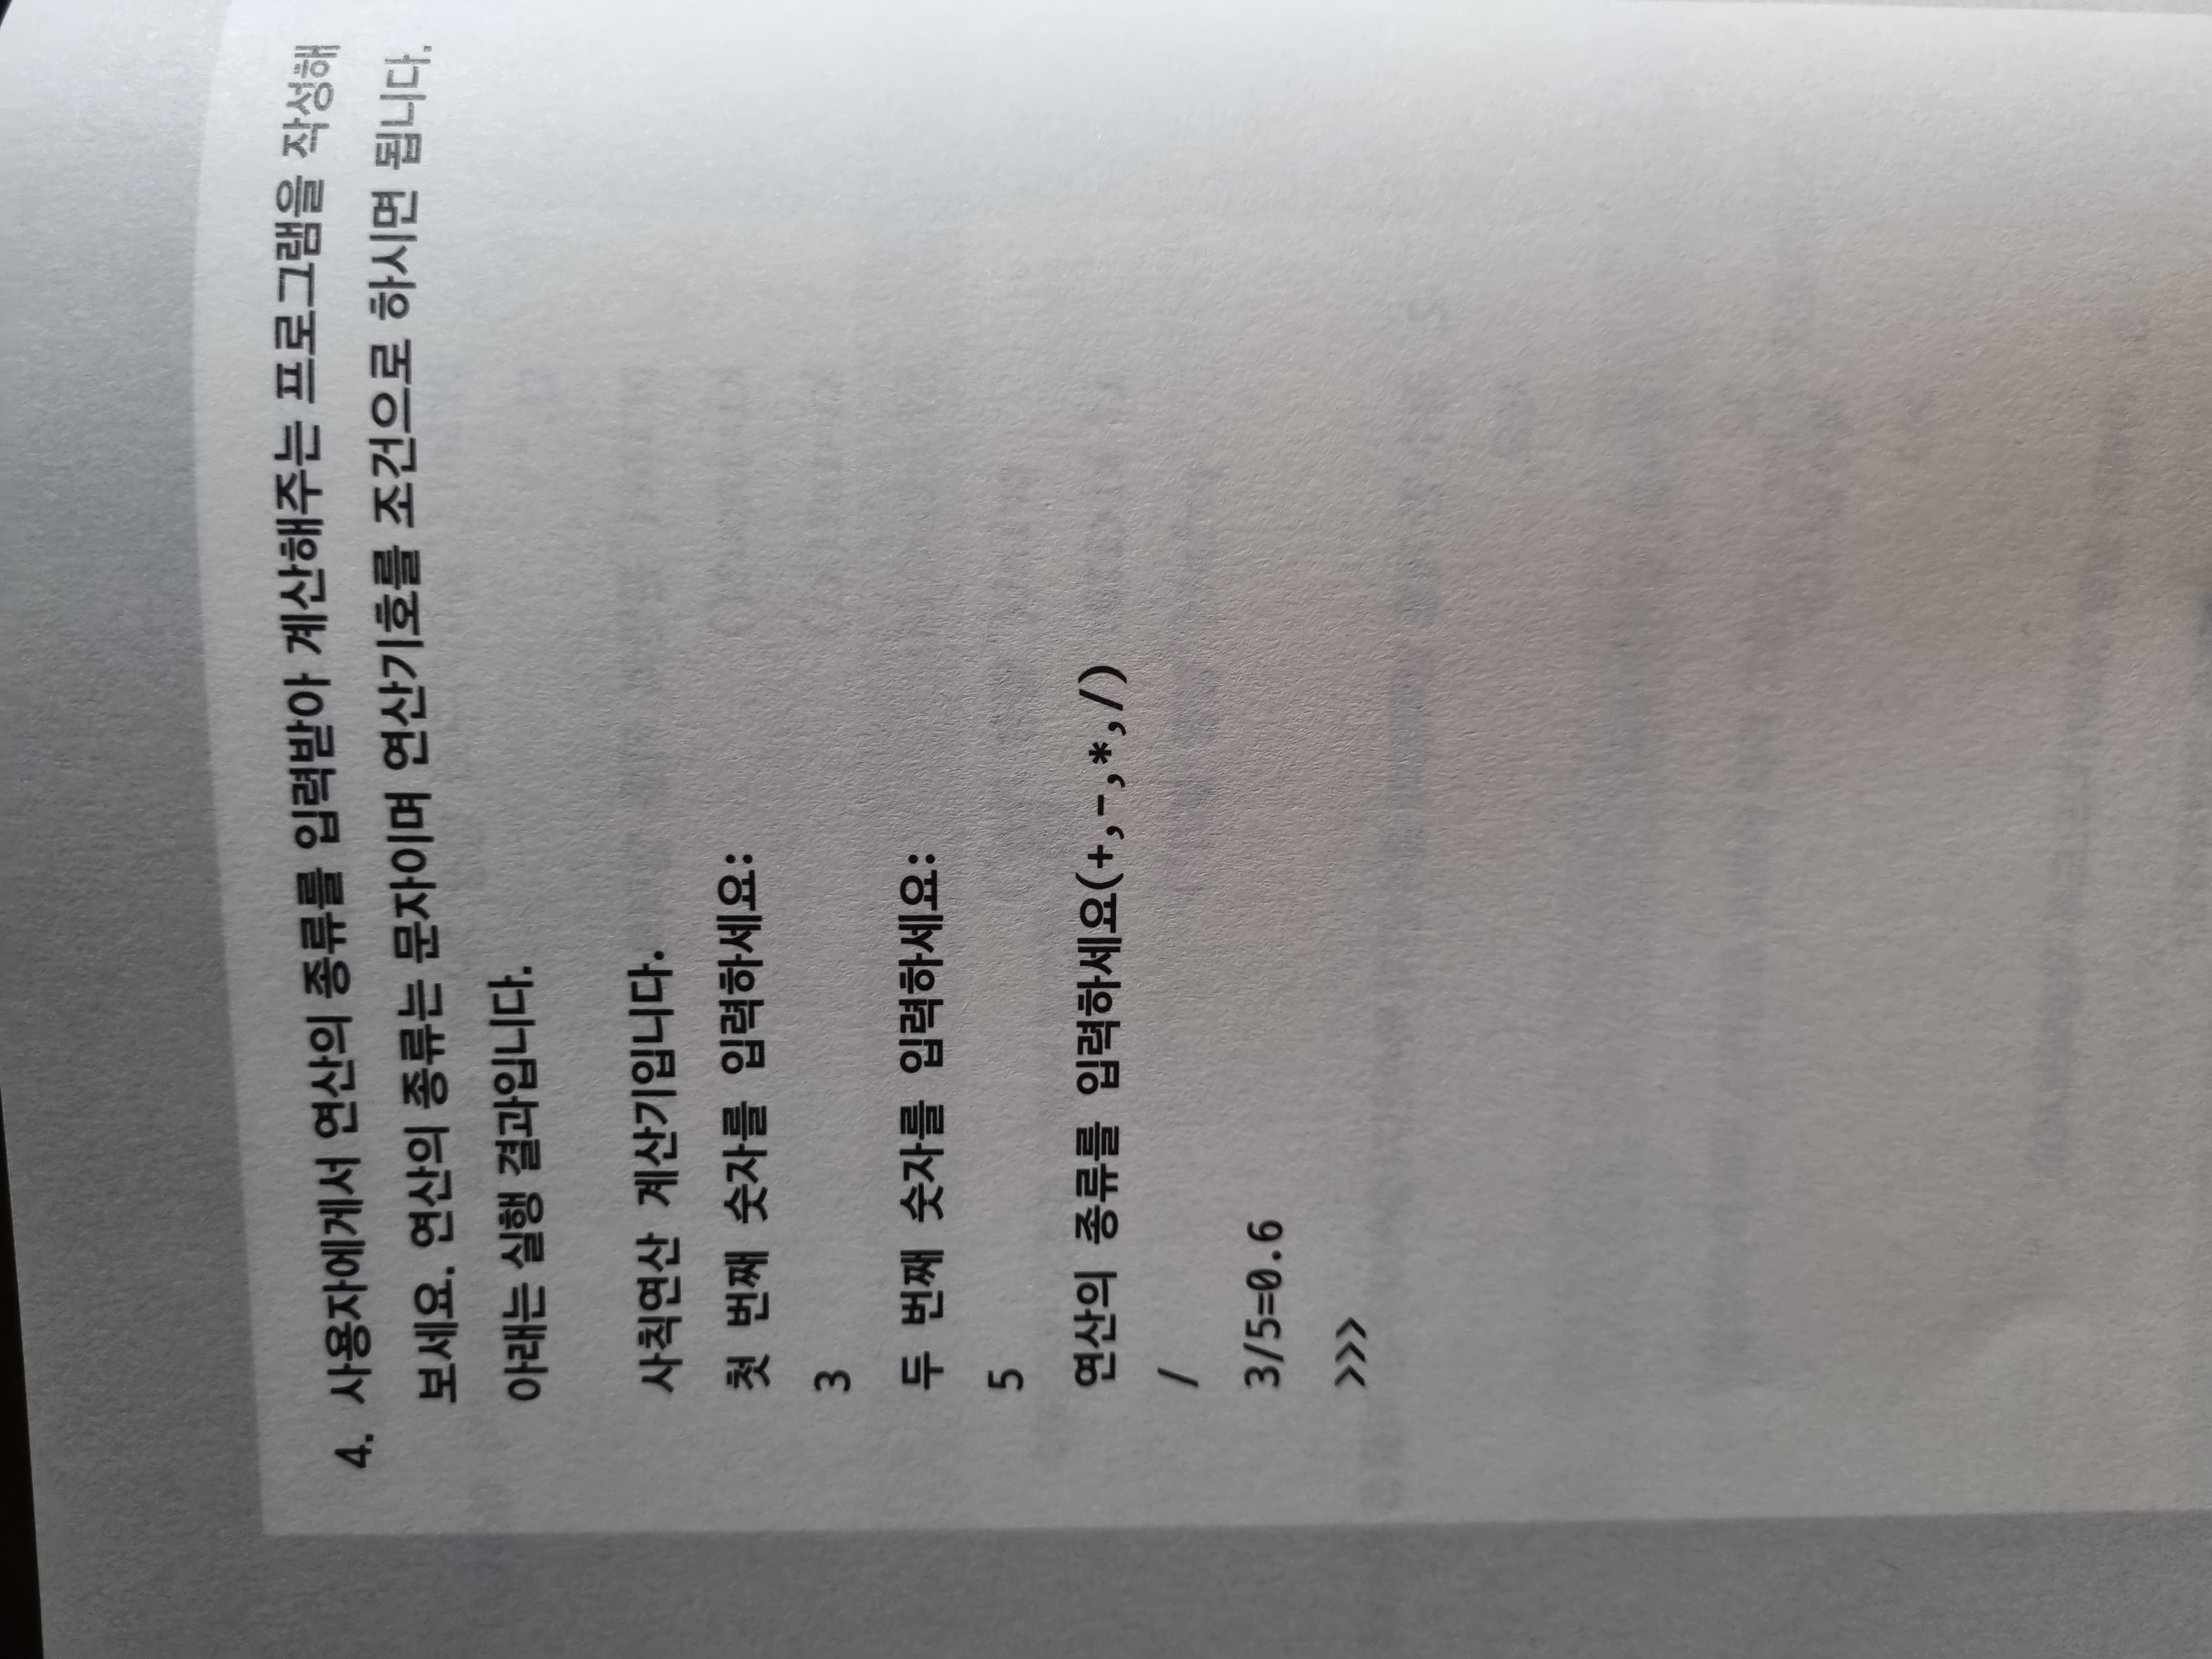 4. 사용자에게서 연산의 종류를 입력받아 계산해주는 프로그램을 작성해
보세요. 연산의 종류는 문자이며 연산기호를 조건으로 하시면 됩니다.
아래는 실행 결과입니다.
사칙연산 계산기입니다.
첫 번째 숫자를 입력하세요:
3
두 번째 숫자를 입력하세요:
5
연산의 종류를 입력하세요(+,-,*,/)
/
3/5=0.6
>>>